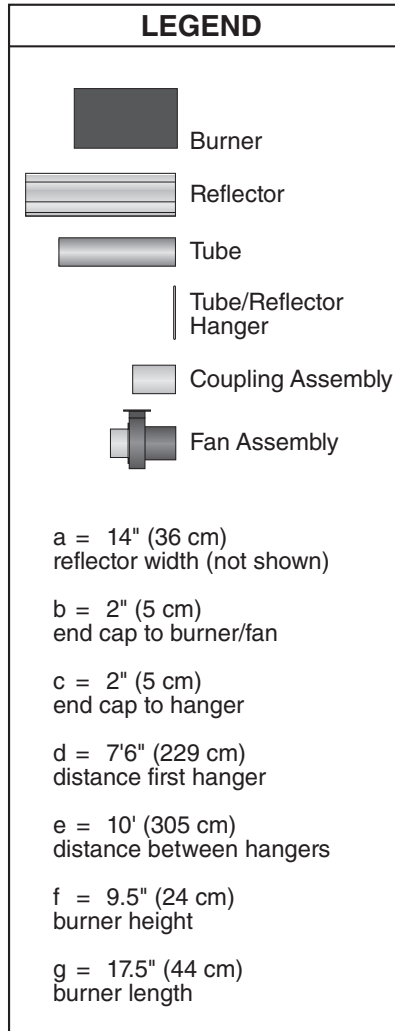 LEGEND
Burner
Reflector
Tube
Tube/Reflector
Hanger
Coupling Assembly
Fan Assembly
a = 14" (36 cm)
reflector width (not shown)
b = 2" (5 cm)
end cap to burner/fan
c = 2" (5 cm)
end cap to hanger
d = 7'6" (229 cm)
distance first hanger
e = 10' (305 cm)
distance between hangers
f = 9.5" (24 cm)
burner height
g = 17.5" (44 cm)
burner length